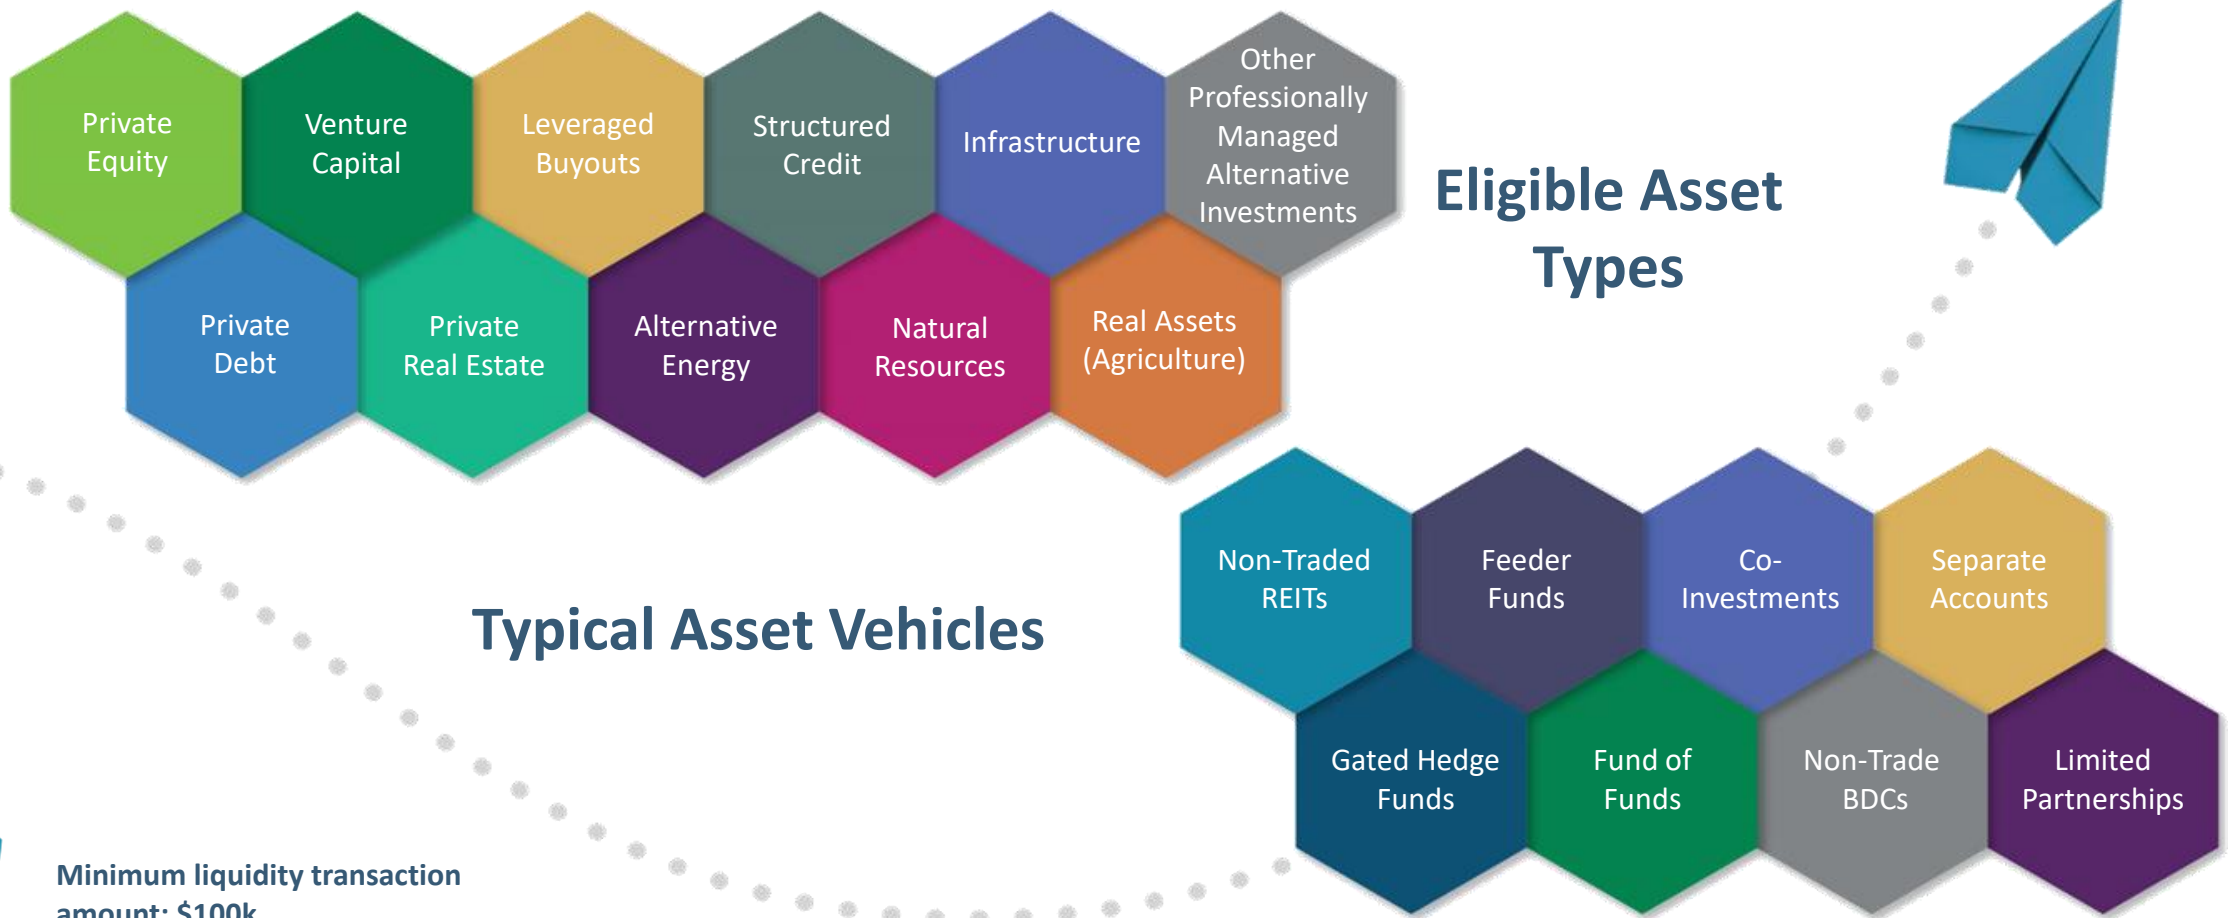 Private
Equity
Venture
Capital
Leveraged
Buyouts
Structured
Credit
Infrastructure
Other
Professionally
Managed
Alternative
Investments
Private
Debt
Private
Real Estate
Alternative
Energy
Natural
Resources
Real Assets
(Agriculture)
Eligible Asset
Types
Typical Asset Vehicles
Non-Traded
REITs
Feeder
Funds
Co-
Investments
Separate
Accounts
Gated Hedge
Funds
Fund of
Funds
Non-Trade
BDCs
Limited
Partnerships
Minimum liquidity transaction
amount: $100k